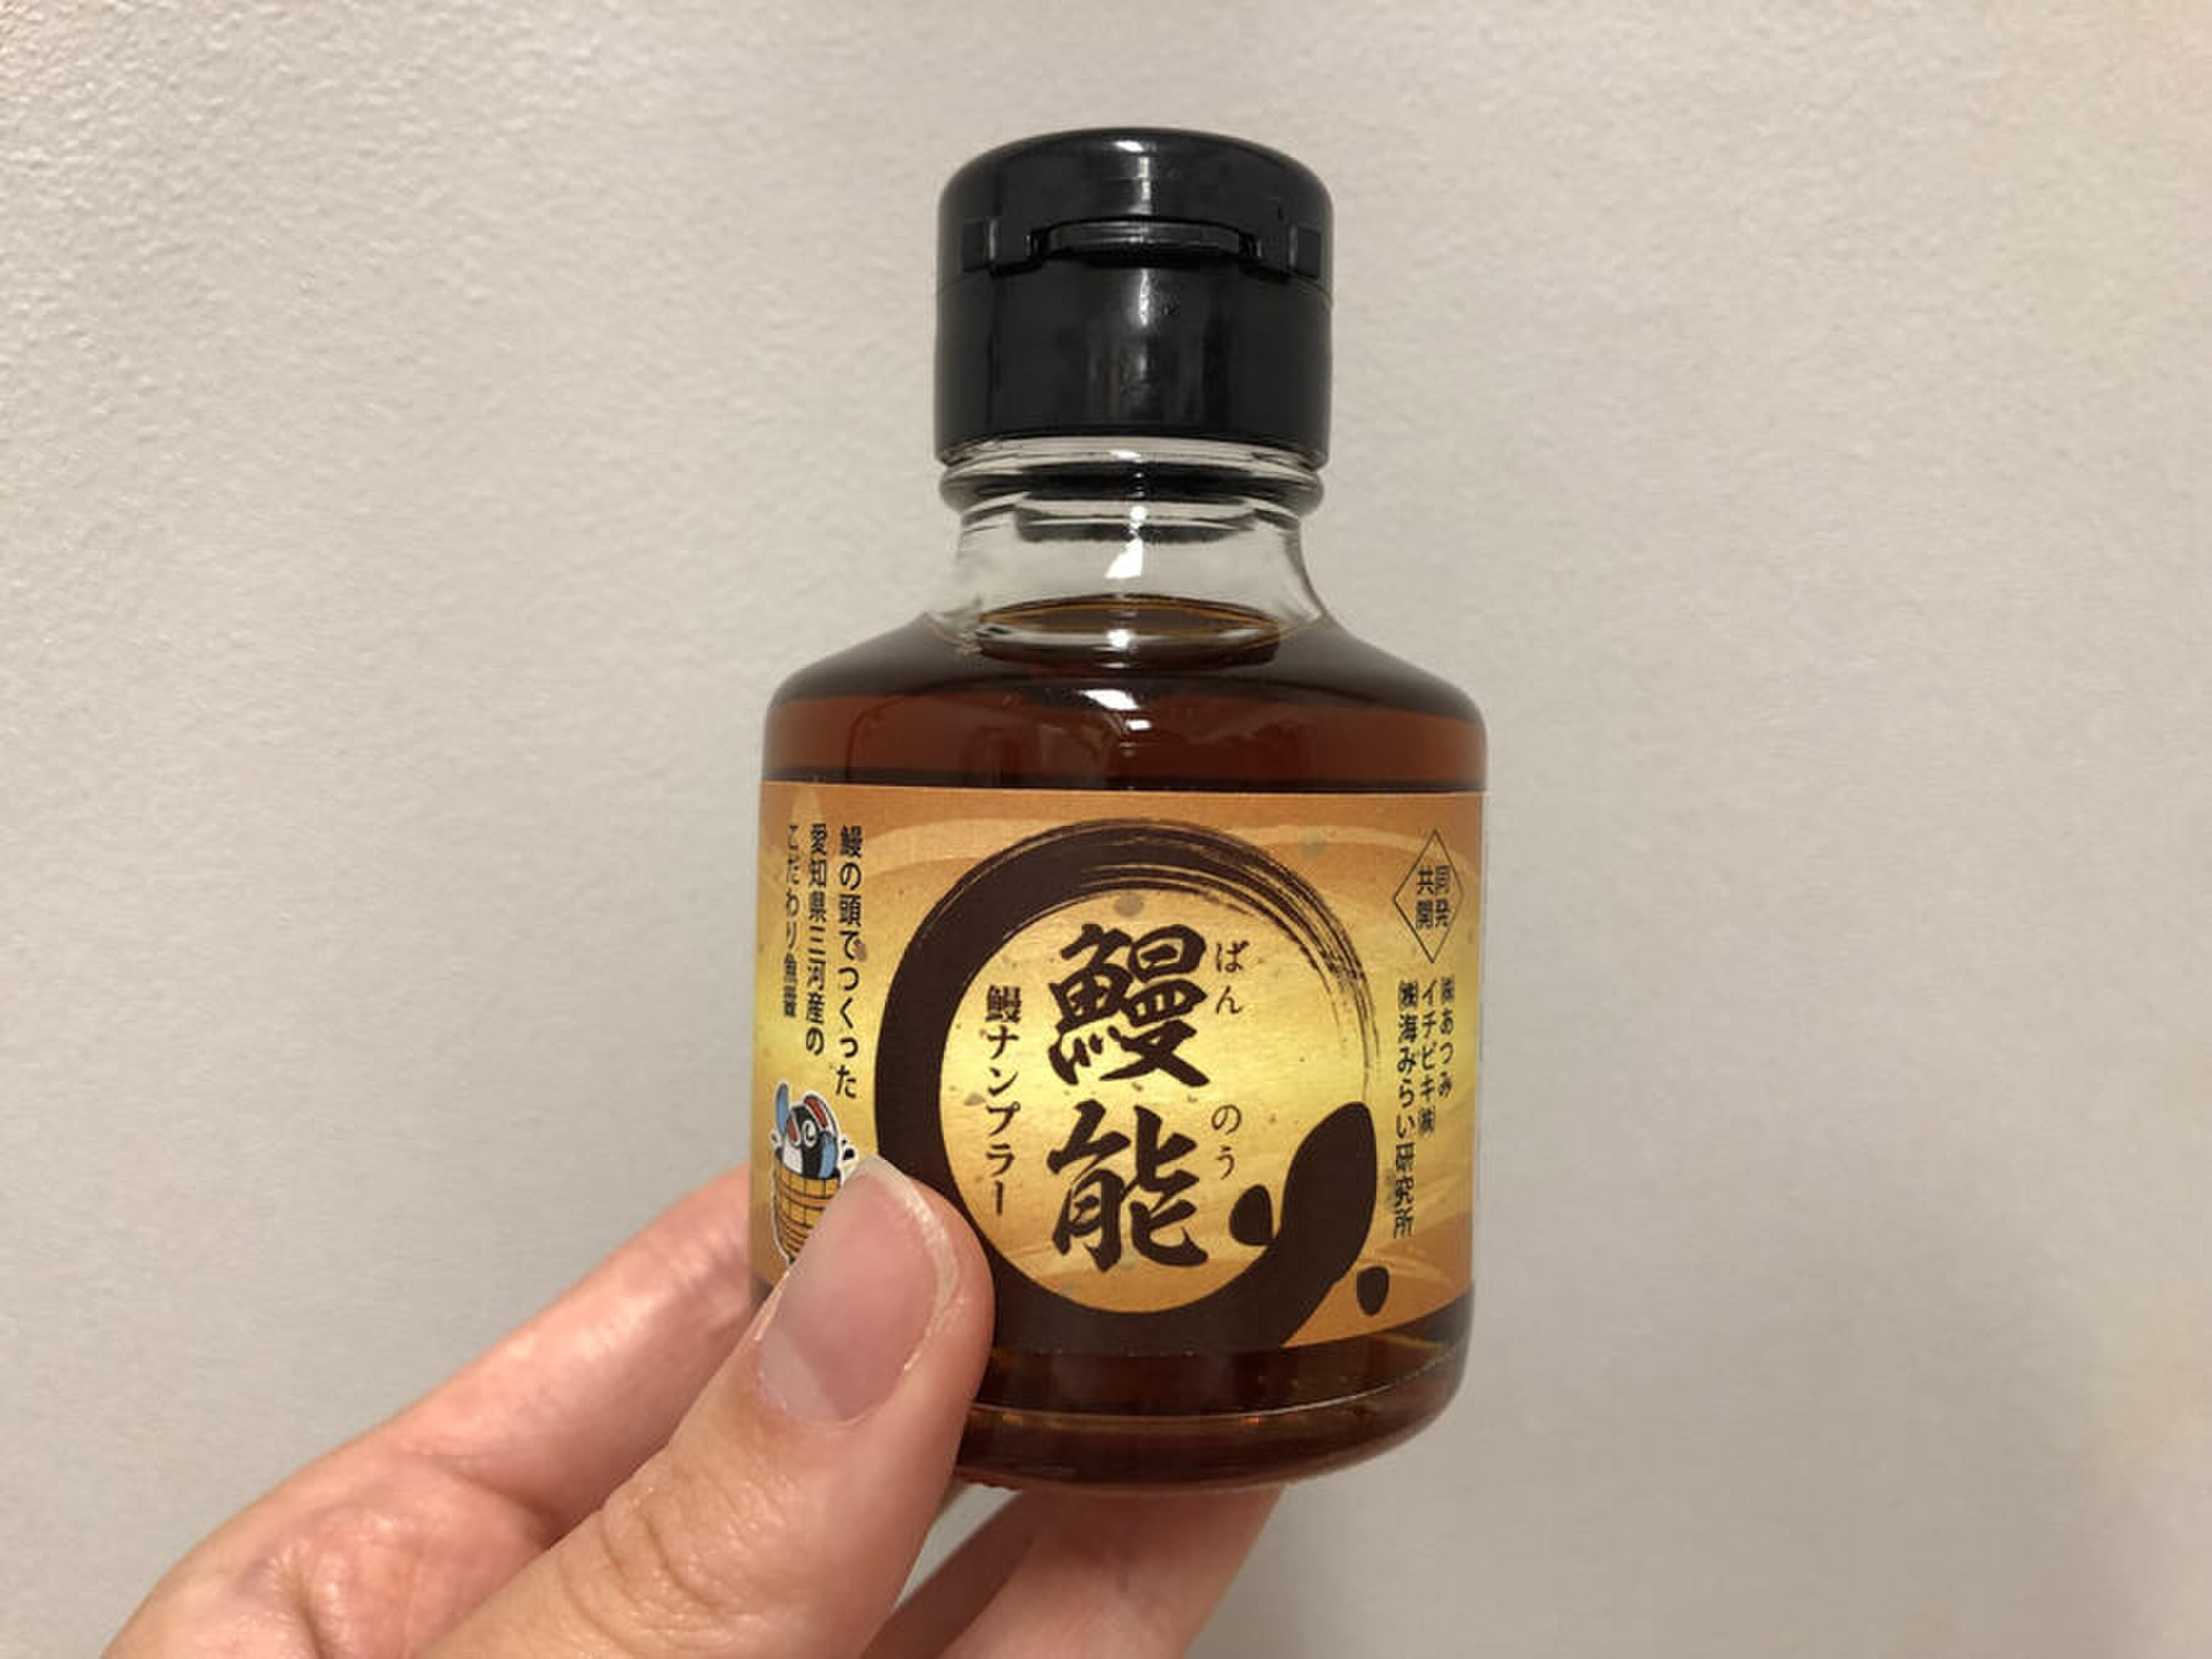 共同
開発
㈱あつみ
イチビキ㈱
㈱海みらい研究所
ばんのう
鰻能
鰻ナンプラー
鰻の頭でつくった
愛知県三河産の
こだわり魚醤